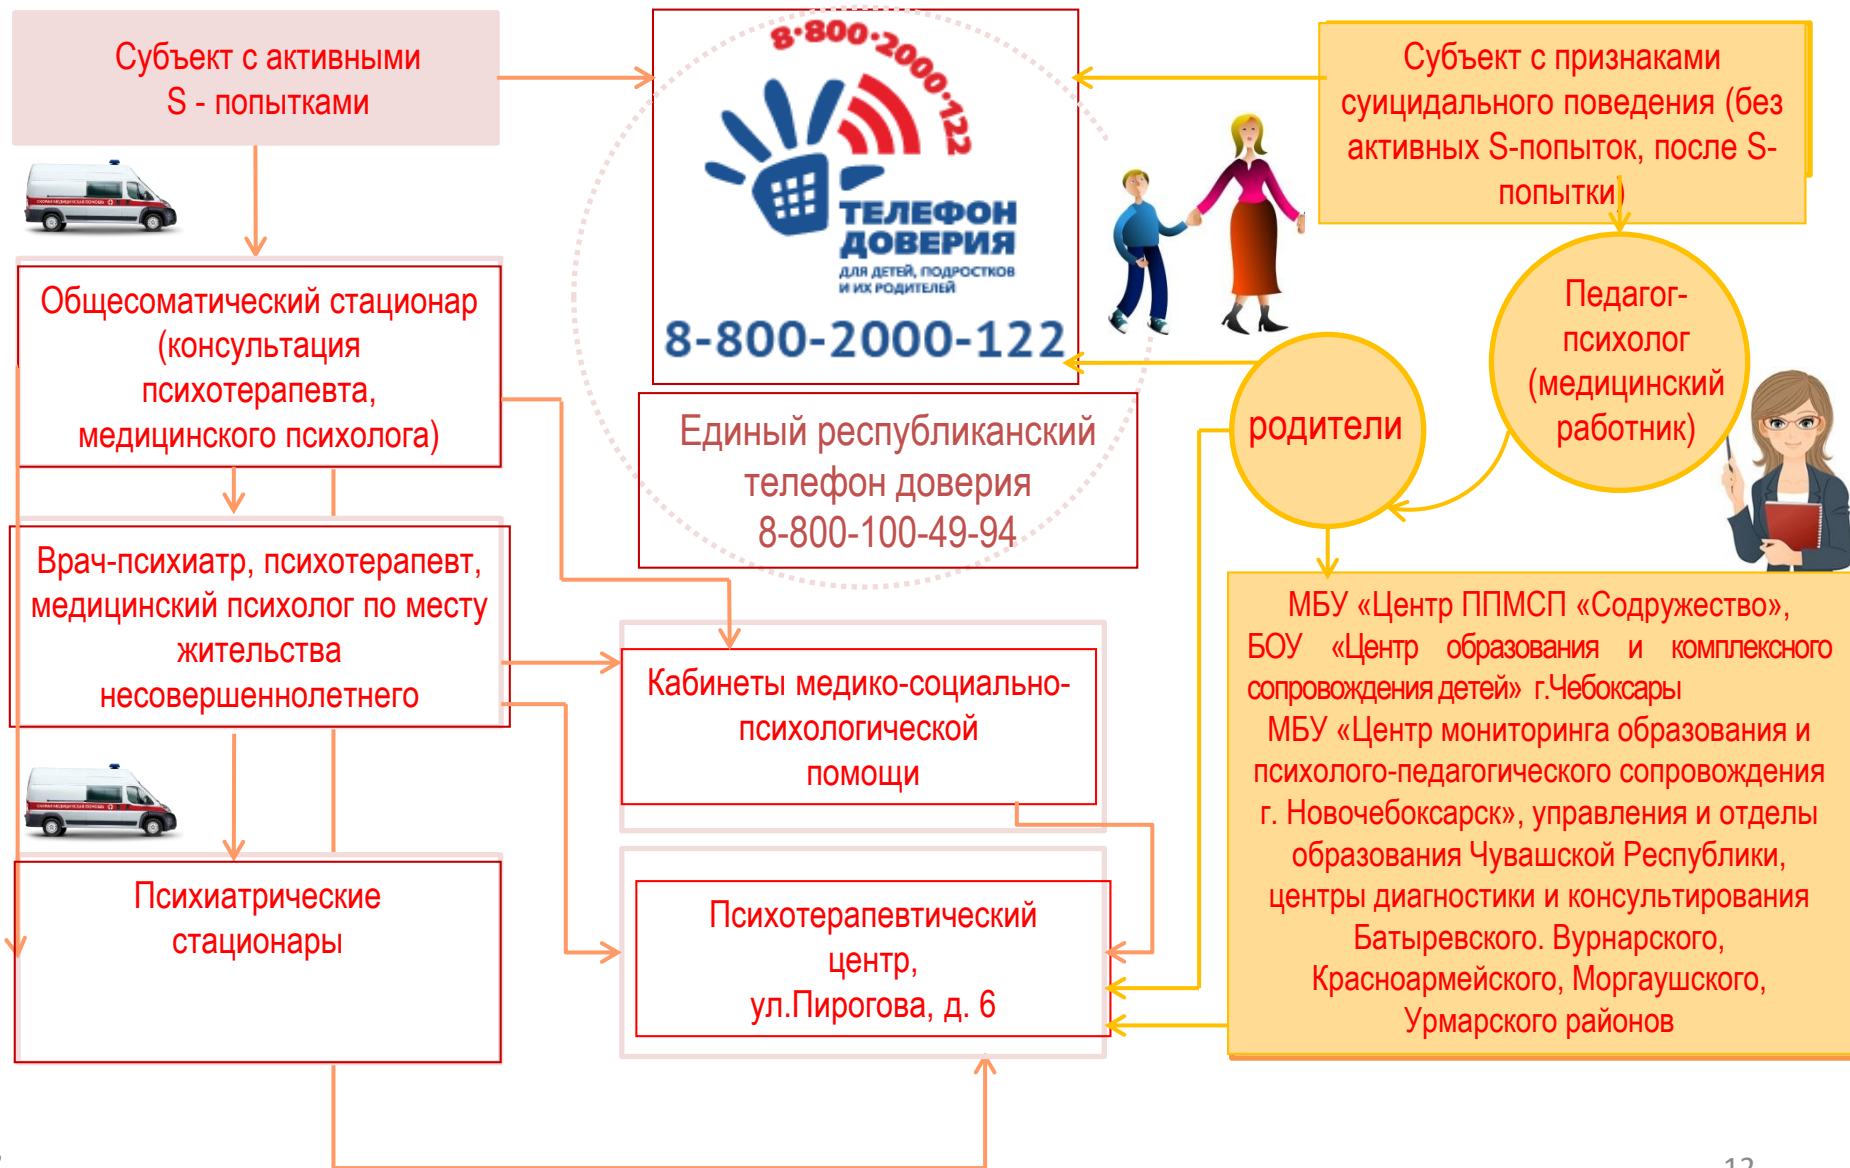 Субъект с активными
S - попытками
8·800·2000·122
ТЕЛЕФОН
ДОВЕРИЯ
ДЛЯ ДЕТЕЙ, ПОДРОСТКОВ
И ИХ РОДИТЕЛЕЙ
8-800-2000-122
Единый республиканский
телефон доверия
8-800-100-49-94
Субъект с признаками
суицидального поведения (без
активных S-попыток, после S-
попытки)
Педагог-
психолог
(медицинский
работник)
родители
Общесоматический стационар
(консультация
психотерапевта,
медицинского психолога)
Врач-психиатр, психотерапевт,
медицинский психолог по месту
жительства
несовершеннолетнего
Психиатрические
стационары
Кабинеты медико-социально-
психологической
помощи
Психотерапевтический
центр,
ул.Пирогова, д. 6
МБУ «Центр ППМСП «Содружество»,
БОУ «Центр образования и комплексного
сопровождения детей» г.Чебоксары
МБУ «Центр мониторинга образования и
психолого-педагогического сопровождения
г. Новочебоксарск», управления и отделы
образования Чувашской Республики,
центры диагностики и консультирования
Батыревского. Вурнарского,
Красноармейского, Моргаушского,
Урмарского районов
12